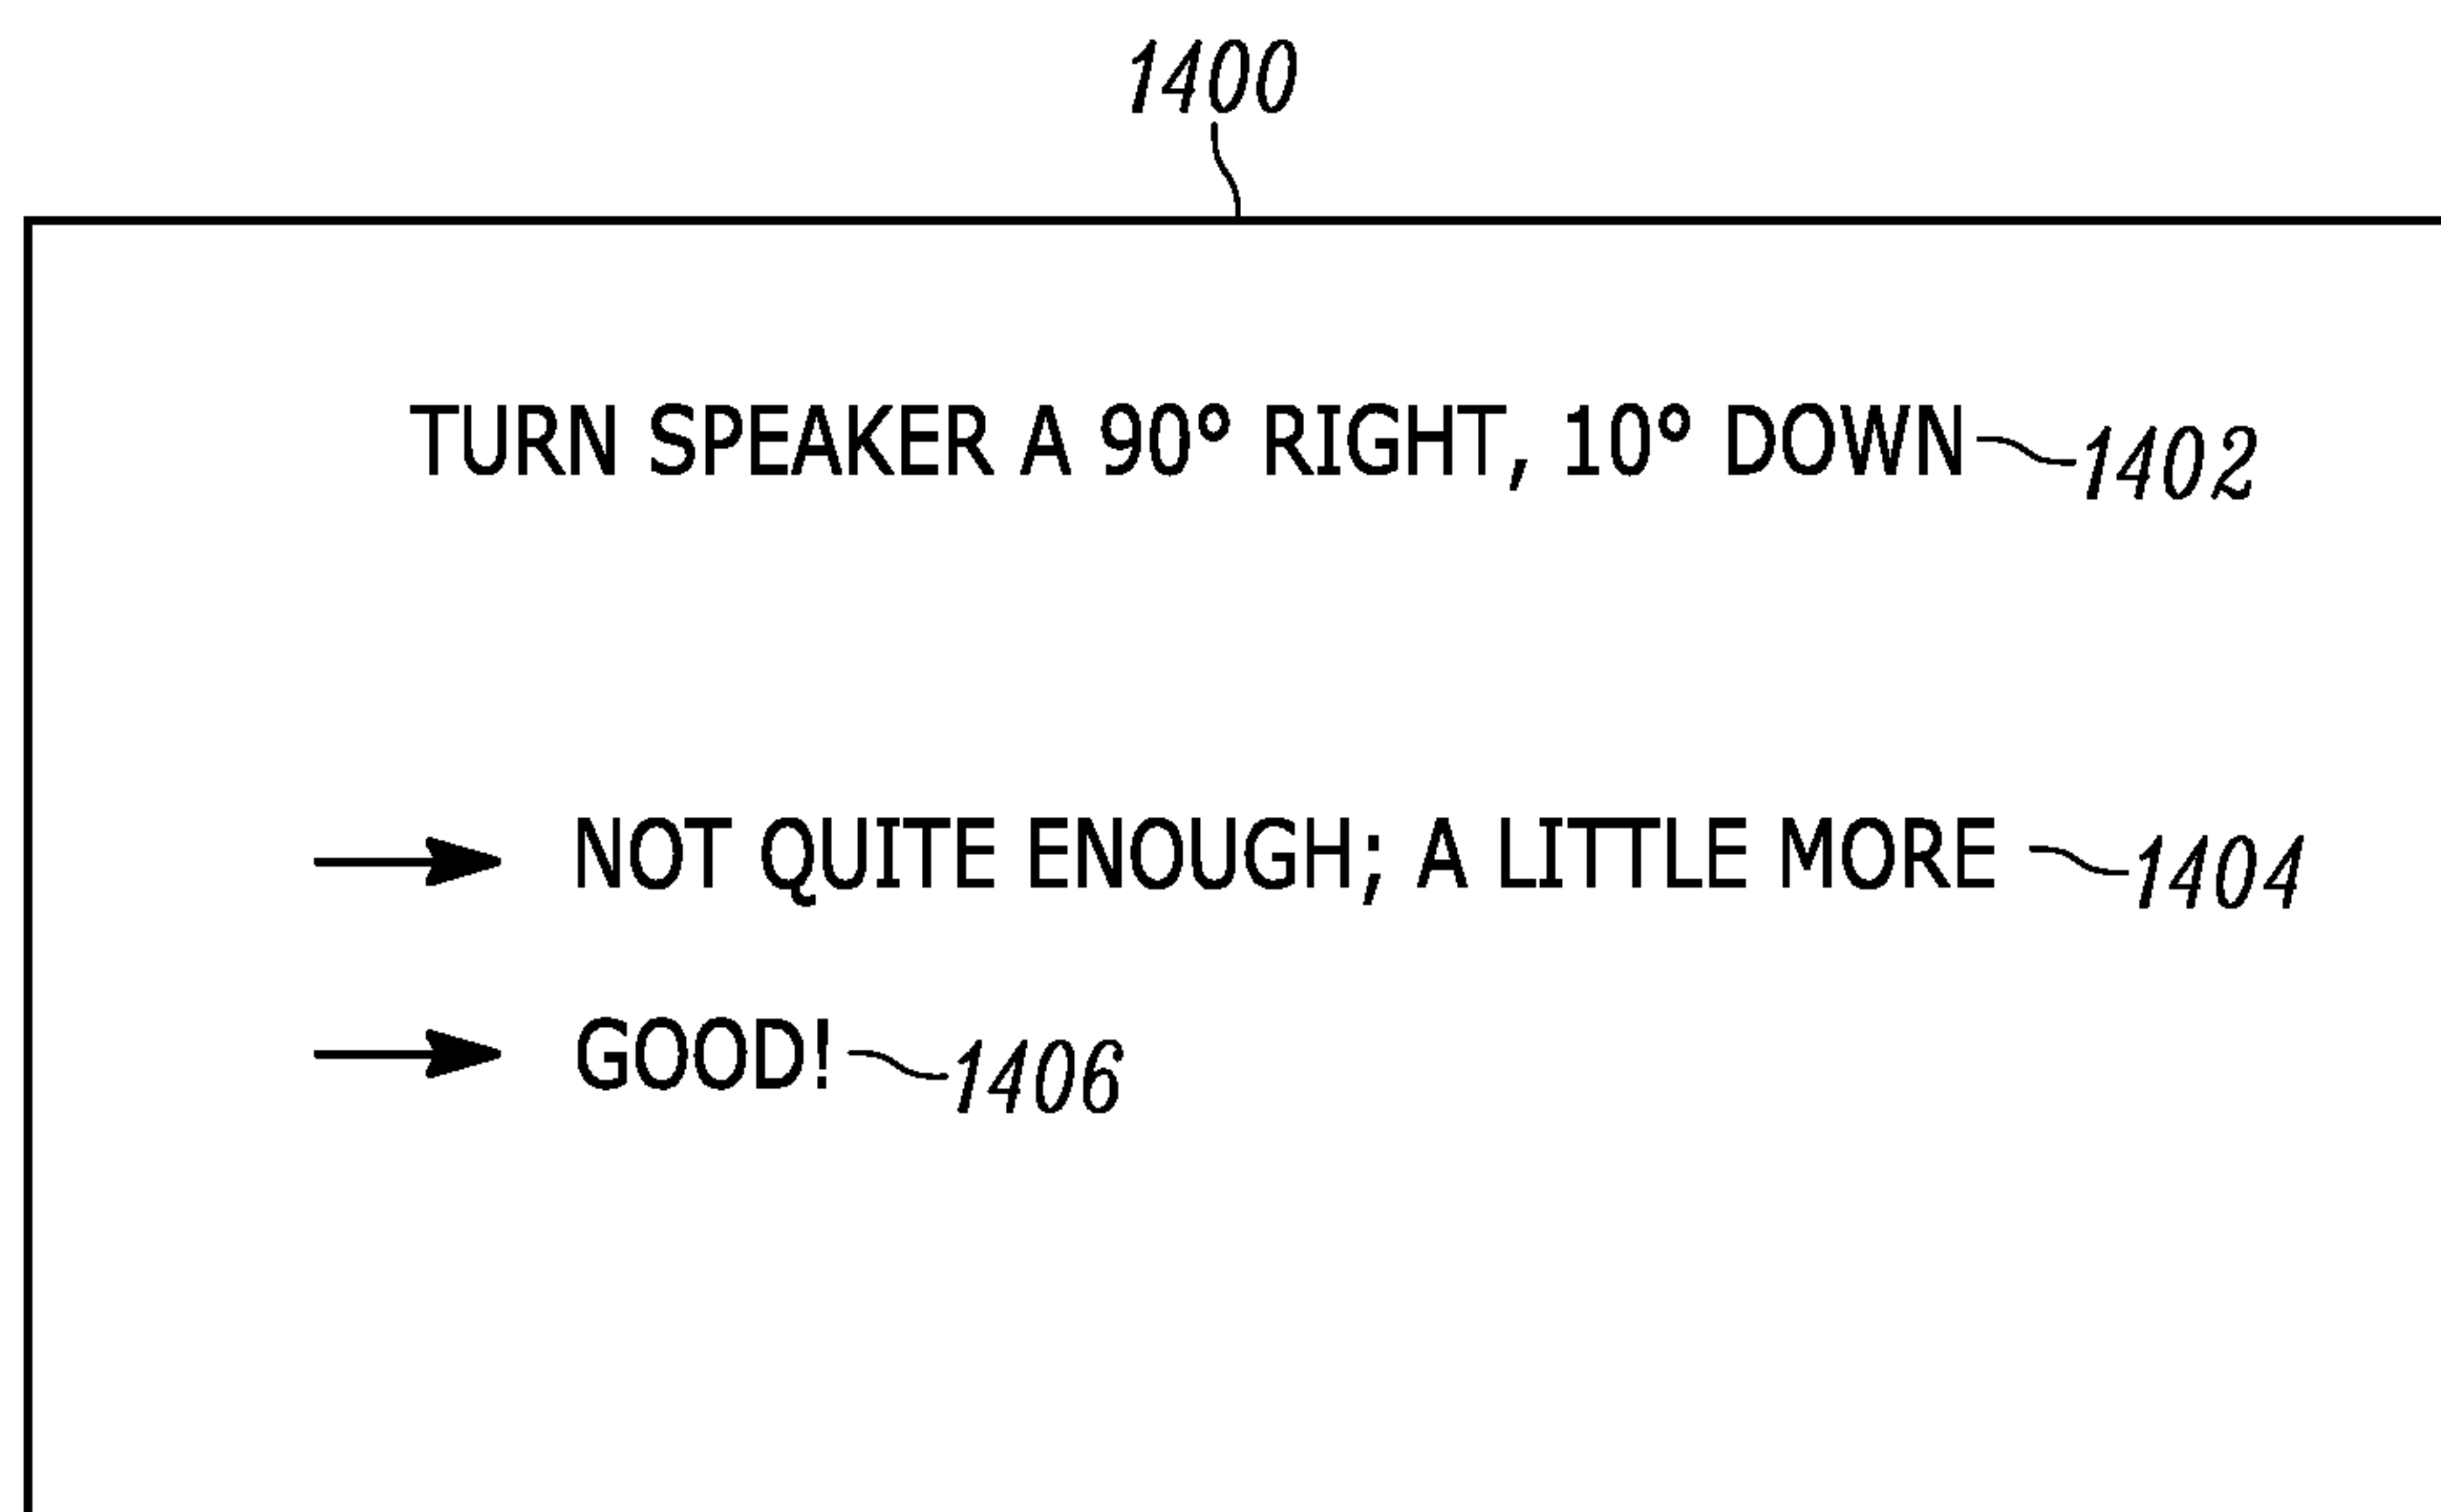 1400
TURN SPEAKER A 90° RIGHT, 10° DOWN 1402
NOT QUITE ENOUGH; A LITTLE MORE 1404
GOOD! 1406